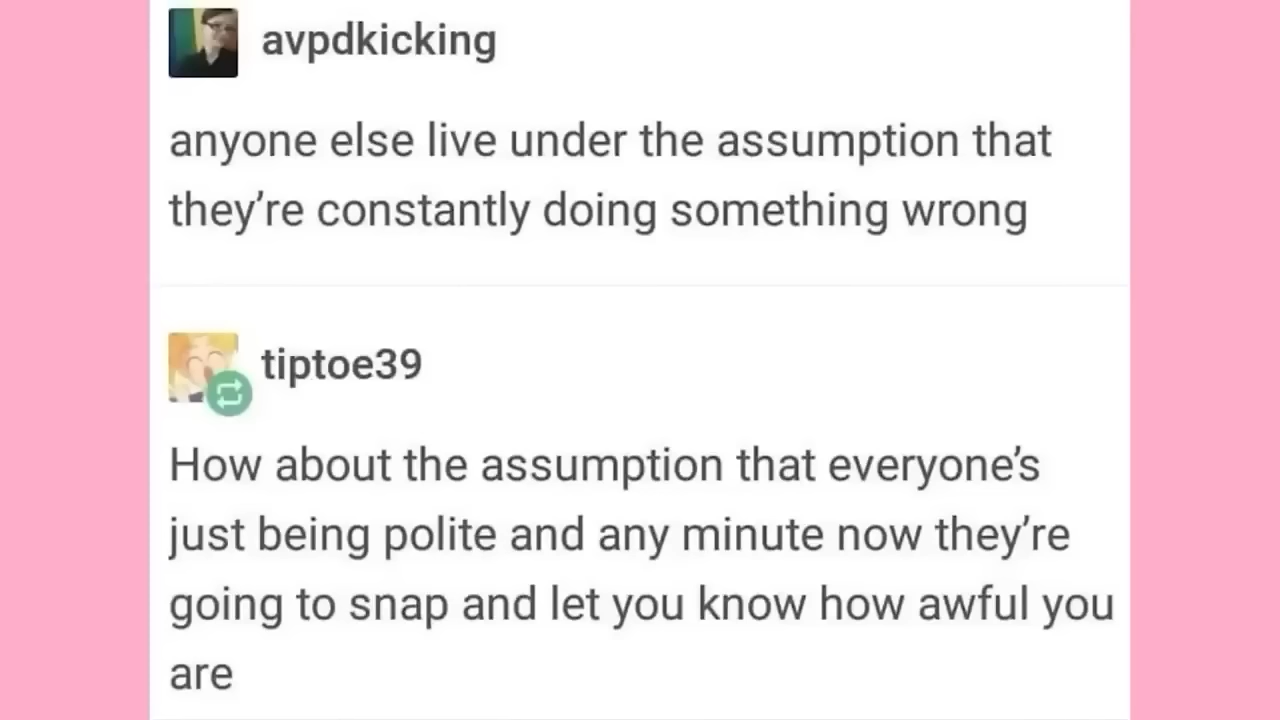 avpdkicking
anyone else live under the assumption that
they’re constantly doing something wrong
tiptoe39
How about the assumption that everyone’s
just being polite and any minute now they’re
going to snap and let you know how awful you
are